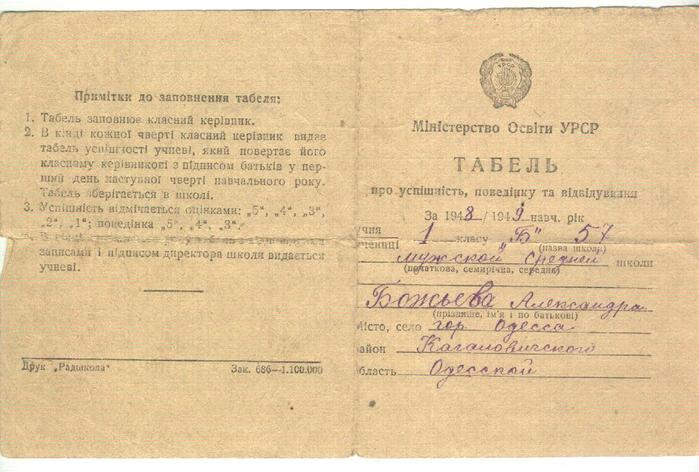 Примітки до заповнення табеля:
1. Табель заповнює класний керівник.
2. В кінці кожної чверті класний керівник видає
табель успішності учневі, який повертає його
класному керівникові з підписом батьків у пер-
ший день наступної чверті навчального року.
Табель зберігається в школі.
3. Успішність відмічається оцінками: „5“, „4“, „3“,
„2“, „1“; поведінка „5“, „4“, „3“.
записами і підписом директора школи видається
учневі.
Друк „Радшкола“ Зак. 686—1.100.000
УРСР
Міністерство Освіти УРСР
ТАБЕЛЬ
про успішність, поведінку та відвідування
За 1948/1949 навч. рік
учня 1 класу „Б“ 57
учениці (назва школи)
мужской средней школи
(початкова, семирічна, середня)
Божьева Александра
(прізвище, ім'я і по батькові)
Місто, село гор. Одесса
район Кагановичского
область Одесской